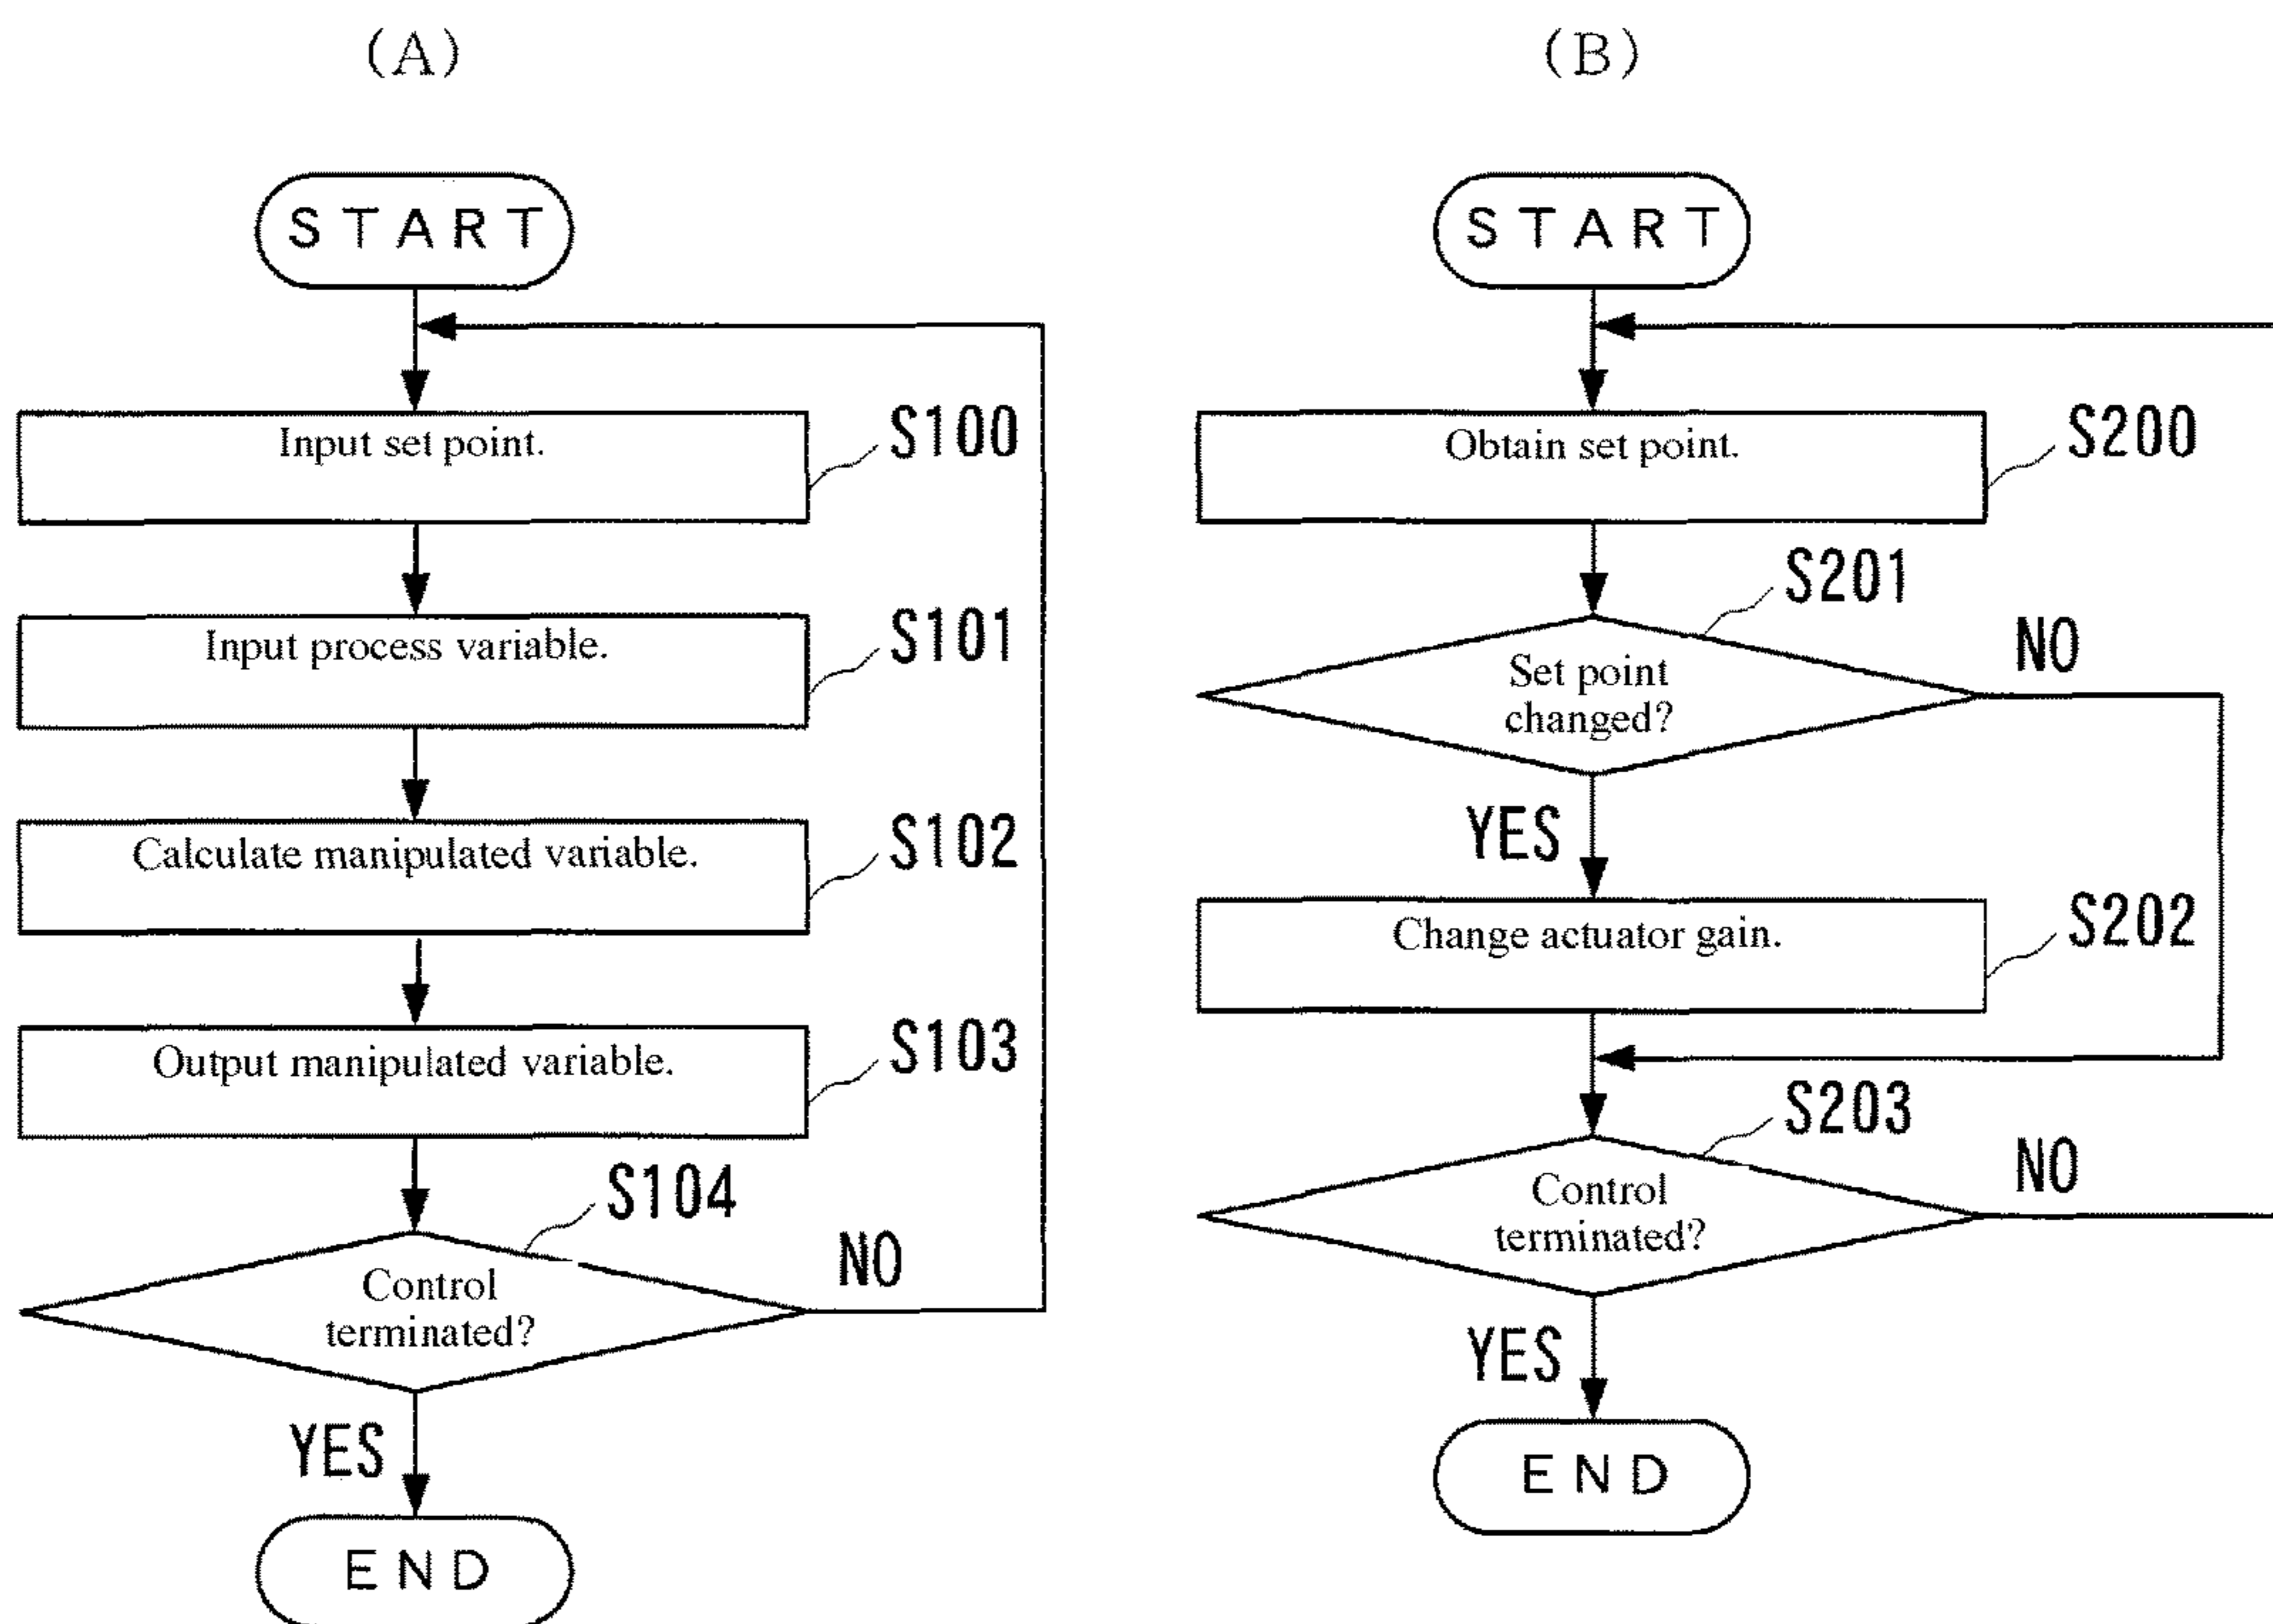 (A)
START
Input set point.
S100
Input process variable.
S101
Calculate manipulated variable.
S102
Output manipulated variable.
S103
S104
Control
terminated?
NO
YES
END
(B)
START
Obtain set point.
S200
S201
Set point
changed?
NO
YES
Change actuator gain.
S202
S203
Control
terminated?
NO
YES
END